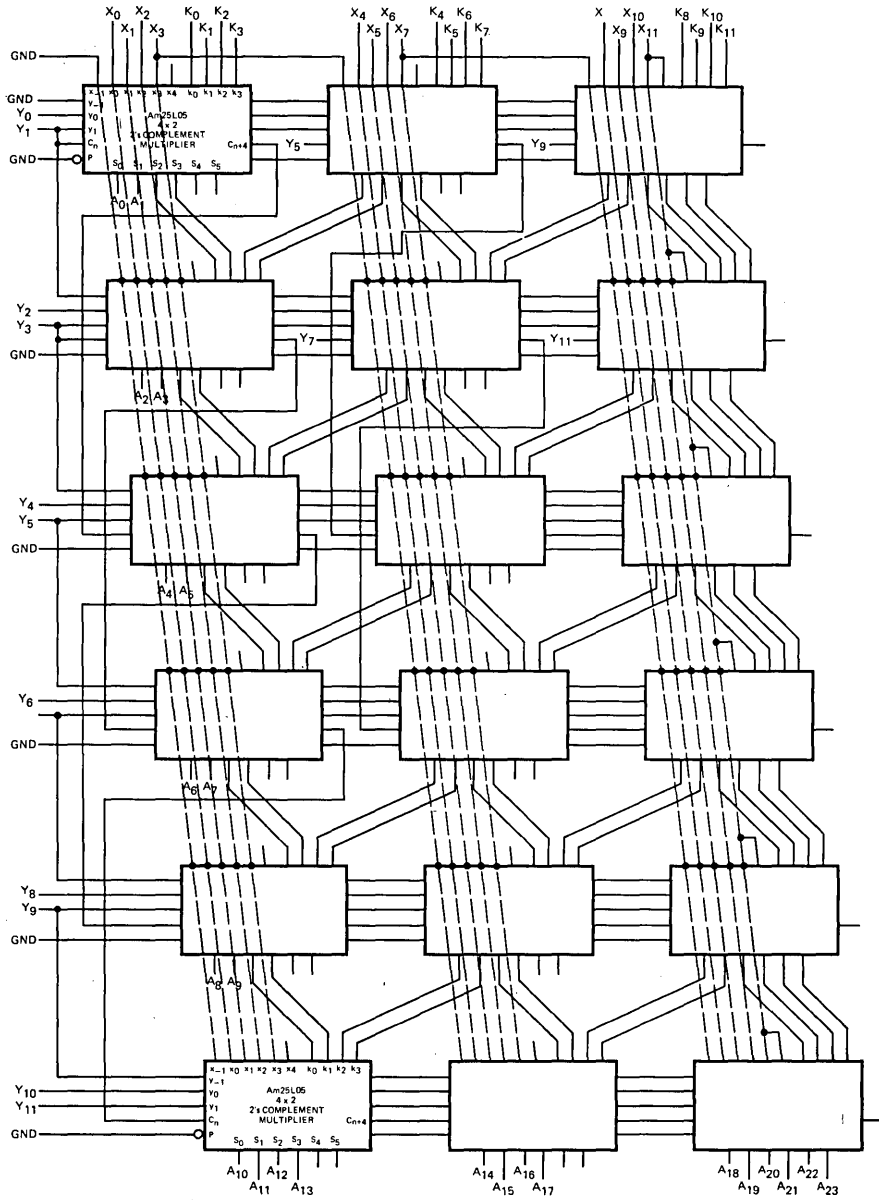 X0 X2 K0 K2 X4 X6 K4 K6 X X10 K8 K10
X1 X3 K1 K3 X5 X7 K5 K7 X9 X11 K9 K11
GND
x-1 x0 x1 x2 x3 x4 k0 k1 k2 k3
GND y-1
Y0 y0 Am25L05
Y1 y1 4 x 2
2's COMPLEMENT
Cn MULTIPLIER Cn+4 Y5 Y9
GND P
S0 S1 S2 S3 S4 S5
A0 A
Y2
Y3
Y7 Y11
GND
A2 A3
Y4
Y5
GND
A4 A5
Y6
GND
A6 A7
Y8
Y9
GND
A8 A9
x-1 x0 x1 x2 x3 x4 k0 k1 k2 k3
y-1
Y10 y0 Am25L05
4 x 2
Y11 y1 2's COMPLEMENT
Cn MULTIPLIER Cn+4
GND P
S0 S1 S2 S3 S4 S5
A10 A12 A14 A16 A18 A20 A22
A11 A13 A15 A17 A19 A21 A23